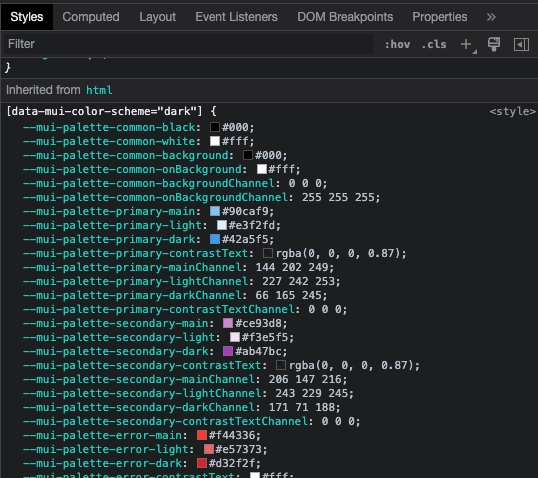 Styles Computed Layout Event Listeners DOM Breakpoints Properties »
Filter :hov .cls +
}
Inherited from html
[data-mui-color-scheme="dark"] { <style>
--mui-palette-common-black: #000;
--mui-palette-common-white: #fff;
--mui-palette-common-background: #000;
--mui-palette-common-onBackground: #fff;
--mui-palette-common-backgroundChannel: 0 0 0;
--mui-palette-common-onBackgroundChannel: 255 255 255;
--mui-palette-primary-main: #90caf9;
--mui-palette-primary-light: #e3f2fd;
--mui-palette-primary-dark: #42a5f5;
--mui-palette-primary-contrastText: rgba(0, 0, 0, 0.87);
--mui-palette-primary-mainChannel: 144 202 249;
--mui-palette-primary-lightChannel: 227 242 253;
--mui-palette-primary-darkChannel: 66 165 245;
--mui-palette-primary-contrastTextChannel: 0 0 0;
--mui-palette-secondary-main: #ce93d8;
--mui-palette-secondary-light: #f3e5f5;
--mui-palette-secondary-dark: #ab47bc;
--mui-palette-secondary-contrastText: rgba(0, 0, 0, 0.87);
--mui-palette-secondary-mainChannel: 206 147 216;
--mui-palette-secondary-lightChannel: 243 229 245;
--mui-palette-secondary-darkChannel: 171 71 188;
--mui-palette-secondary-contrastTextChannel: 0 0 0;
--mui-palette-error-main: #f44336;
--mui-palette-error-light: #e57373;
--mui-palette-error-dark: #d32f2f;
--mui-palette-error-contrastText: #fff;